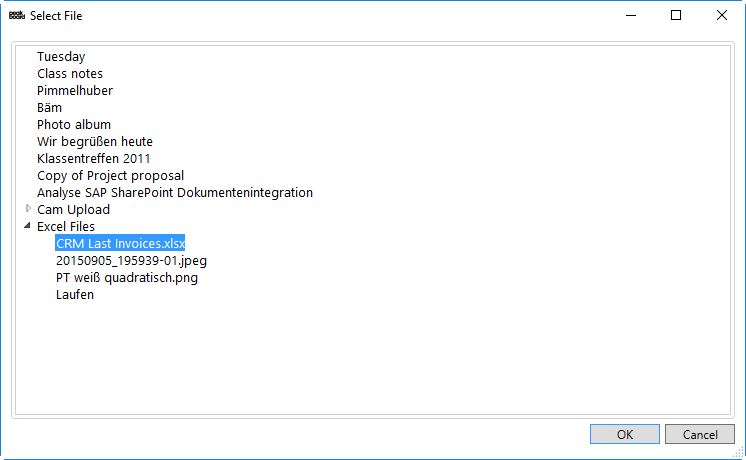 peak board Select File
Tuesday
Class notes
Pimmelhuber
Bäm
Photo album
Wir begrüßen heute
Klassentreffen 2011
Copy of Project proposal
Analyse SAP SharePoint Dokumentenintegration
Cam Upload
Excel Files
CRM Last Invoices.xlsx
20150905_195939-01.jpeg
PT weiß quadratisch.png
Laufen
OK Cancel